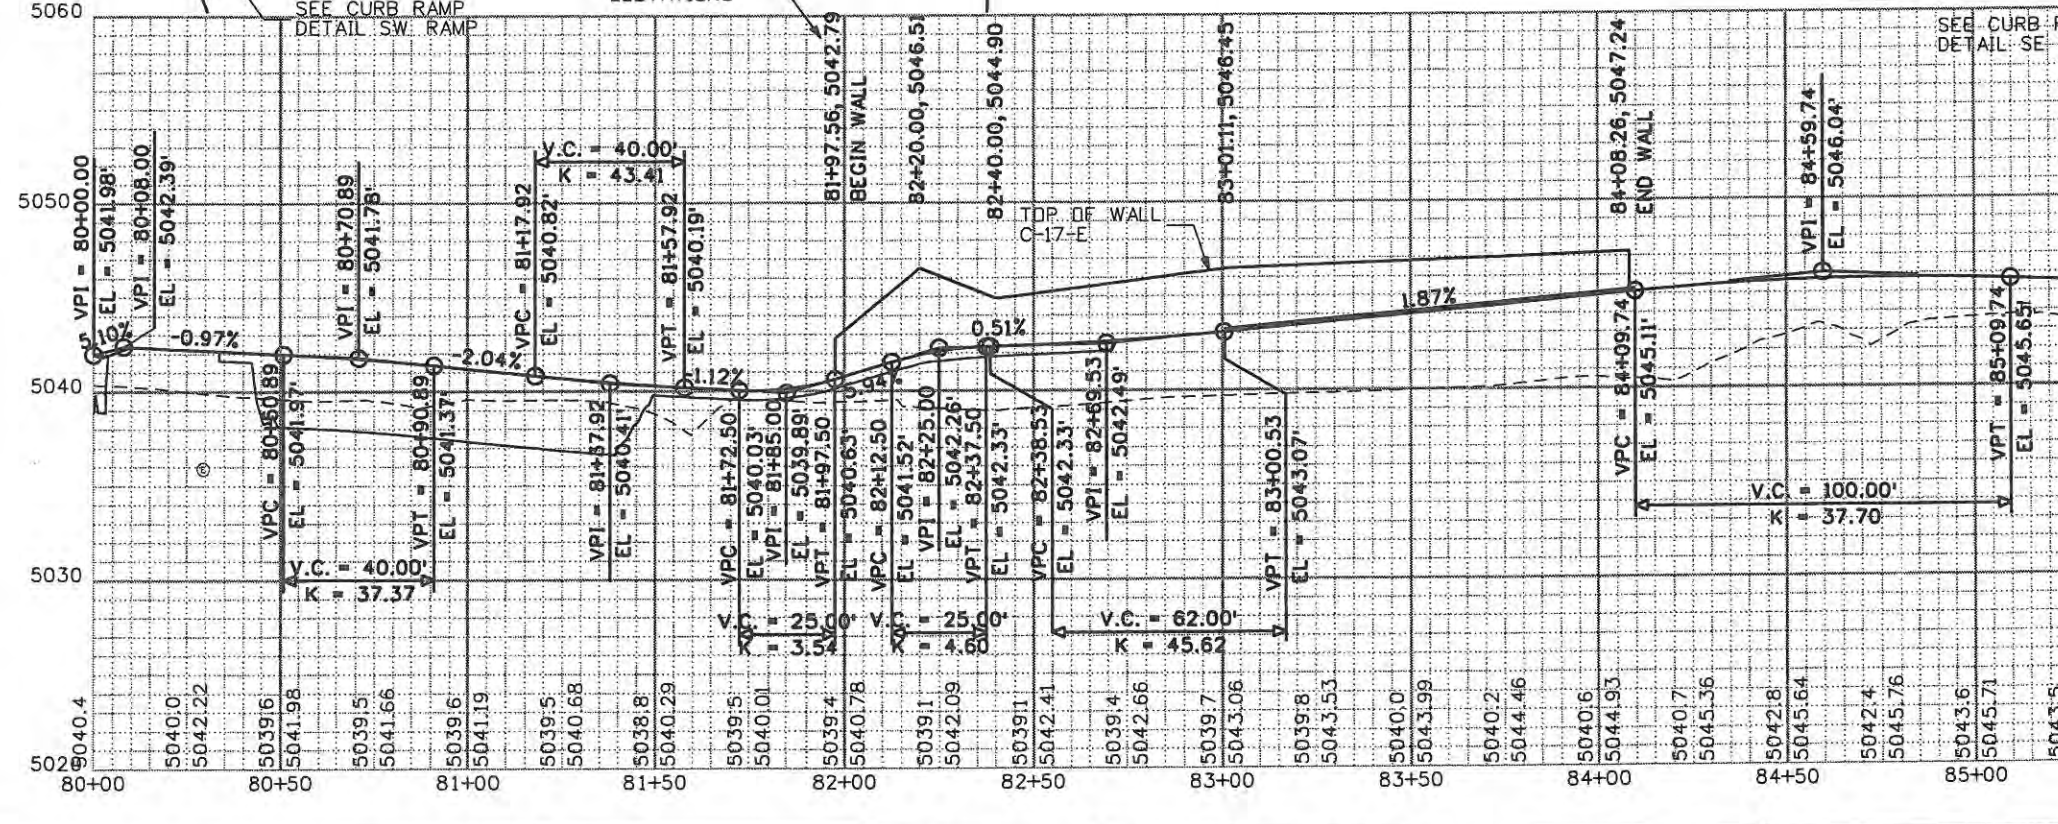 5060
5050
5040
5030
SEE CURB RAMP
DETAIL SW RAMP
VPI = 80+00.00
EL = 5041.98'
VPI = 80+08.00
EL = 5042.39'
-0.97%
VPI = 80+70.89
EL = 5041.78'
-2.04%
VPC = 81+17.92
EL = 5040.82'
V.C. = 40.00'
K = 43.41
VPT = 81+57.92
EL = 5040.19'
81+97.56, 5042.79
BEGIN WALL
82+20.00, 5046.51
82+40.00, 5044.90
0.51%
TOP OF WALL
C-17-E
83+01.11, 5046.45
1.87%
84+08.26, 5047.24
END WALL
VPI = 84+59.74
EL = 5046.04'
SEE CURB
DETAIL SE
VPC = 80+50.89
EL = 5041.97'
VPT = 80+90.89
EL = 5041.37'
V.C. = 40.00'
K = 37.37
VPI = 81+37.92
EL = 5040.41'
1.12%
VPC = 81+72.50
EL = 5040.03'
VPI = 81+85.00
EL = 5039.89'
VPT = 81+97.50
EL = 5040.63'
V.C. = 25.00'
K = 3.54
VPC = 82+12.50
EL = 5041.52'
VPI = 82+25.00
EL = 5042.26'
VPT = 82+37.50
EL = 5042.33'
V.C. = 25.00'
K = 4.60
VPC = 82+38.53
EL = 5042.33'
VPI = 82+69.53
EL = 5042.49'
VPT = 83+00.53
EL = 5043.07'
V.C. = 62.00'
K = 45.62
VPC = 84+09.74
EL = 5045.11'
V.C. = 100.00'
K = 37.70
VPT = 85+09.74
EL = 5045.65'
5040.4
5040.0
5042.22
5039.6
5041.98
5039.5
5041.66
5039.6
5041.19
5039.5
5040.68
5038.8
5040.29
5039.5
5040.01
5039.4
5040.78
5039.1
5042.09
5039.1
5042.41
5039.4
5042.66
5039.7
5043.06
5039.8
5043.53
5040.0
5043.99
5040.2
5044.46
5040.6
5044.93
5040.7
5045.36
5042.8
5045.64
5042.4
5045.76
5043.6
5045.71
80+00
80+50
81+00
81+50
82+00
82+50
83+00
83+50
84+00
84+50
85+00